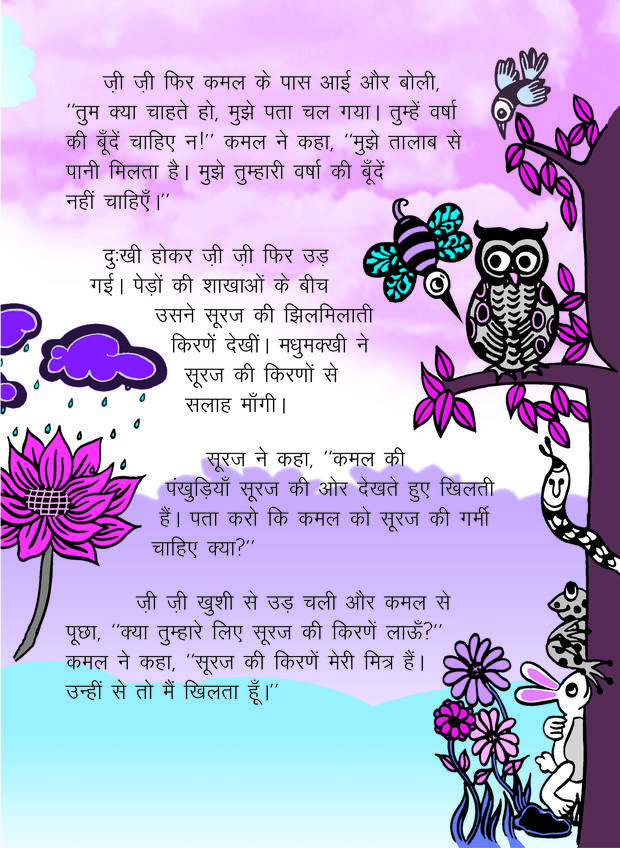 ज़ी ज़ी फिर कमल के पास आई और बोली,
''तुम क्या चाहते हो, मुझे पता चल गया। तुम्हें वर्षा
की बूँदें चाहिए न!'' कमल ने कहा, ''मुझे तालाब से
पानी मिलता है। मुझे तुम्हारी वर्षा की बूँदें
नहीं चाहिएँ।''
दुःखी होकर ज़ी ज़ी फिर उड़
गई। पेड़ों की शाखाओं के बीच
उसने सूरज की झिलमिलाती
किरणें देखीं। मधुमक्खी ने
सूरज की किरणों से
सलाह माँगी।
सूरज ने कहा, ''कमल की
पंखुड़ियाँ सूरज की ओर देखते हुए खिलती
हैं। पता करो कि कमल को सूरज की गर्मी
चाहिए क्या?''
ज़ी ज़ी खुशी से उड़ चली और कमल से
पूछा, ''क्या तुम्हारे लिए सूरज की किरणें लाऊँ?''
कमल ने कहा, ''सूरज की किरणें मेरी मित्र हैं।
उन्हीं से तो मैं खिलता हूँ।''